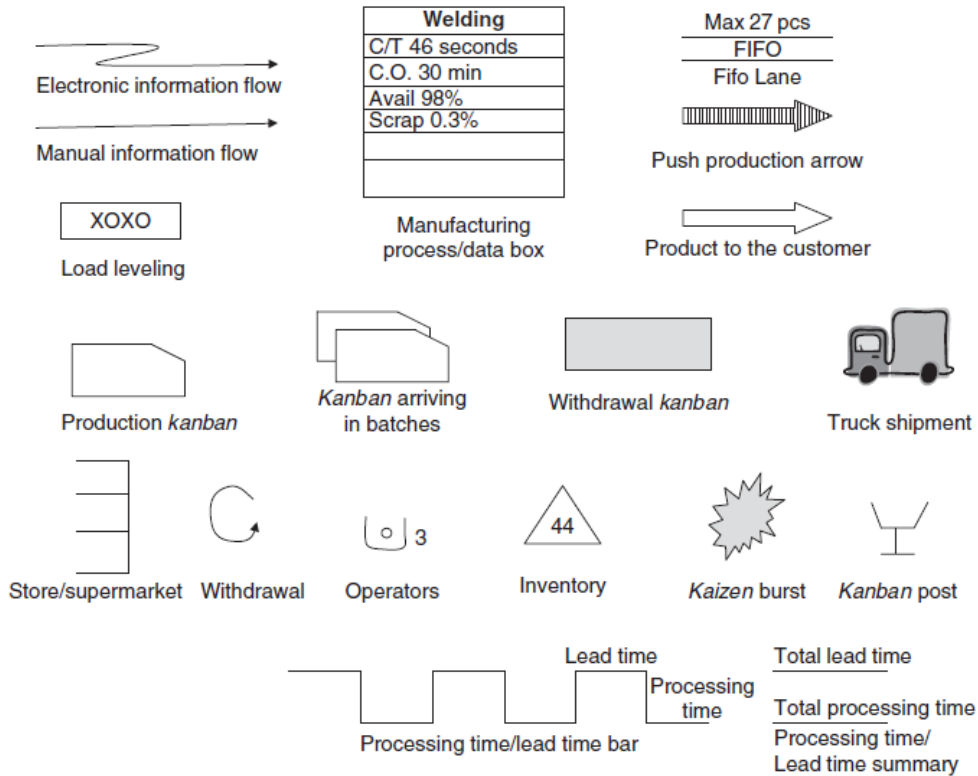 Electronic information flow
Manual information flow
XOXO
Load leveling
Welding
C/T 46 seconds
C.O. 30 min
Avail 98%
Scrap 0.3%
Manufacturing
process/data box
Max 27 pcs
FIFO
Fifo Lane
Push production arrow
Product to the customer
Production kanban
Kanban arriving
in batches
Withdrawal kanban
Truck shipment
Store/supermarket
Withdrawal
3
Operators
44
Inventory
Kaizen burst
Kanban post
Lead time
Processing
time
Processing time/lead time bar
Total lead time
Total processing time
Processing time/
Lead time summary